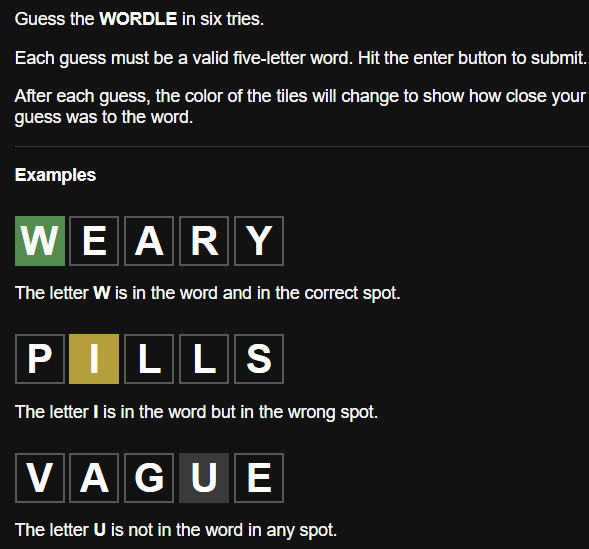 Guess the WORDLE in six tries.
Each guess must be a valid five-letter word. Hit the enter button to submit.
After each guess, the color of the tiles will change to show how close your
guess was to the word.
Examples
W E A R Y
The letter W is in the word and in the correct spot.
P I L L S
The letter I is in the word but in the wrong spot.
V A G U E
The letter U is not in the word in any spot.